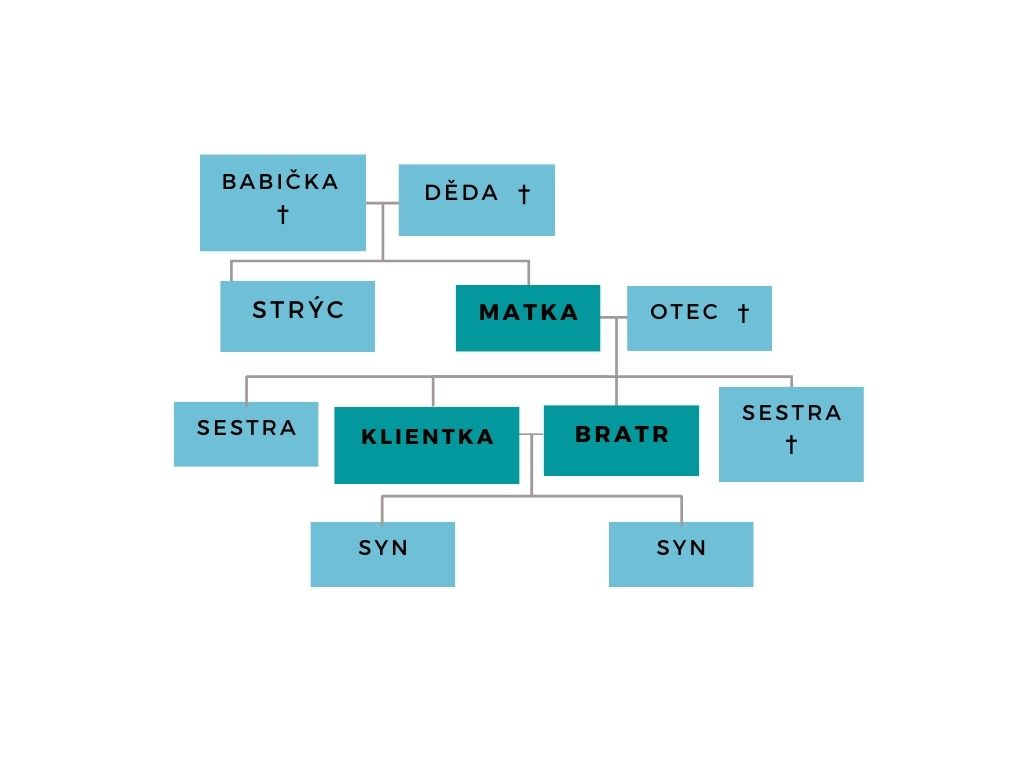 BABIČKA
†
DĚDA †
STRÝC
MATKA
OTEC †
SESTRA
KLIENTKA
BRATR
SESTRA
†
SYN
SYN